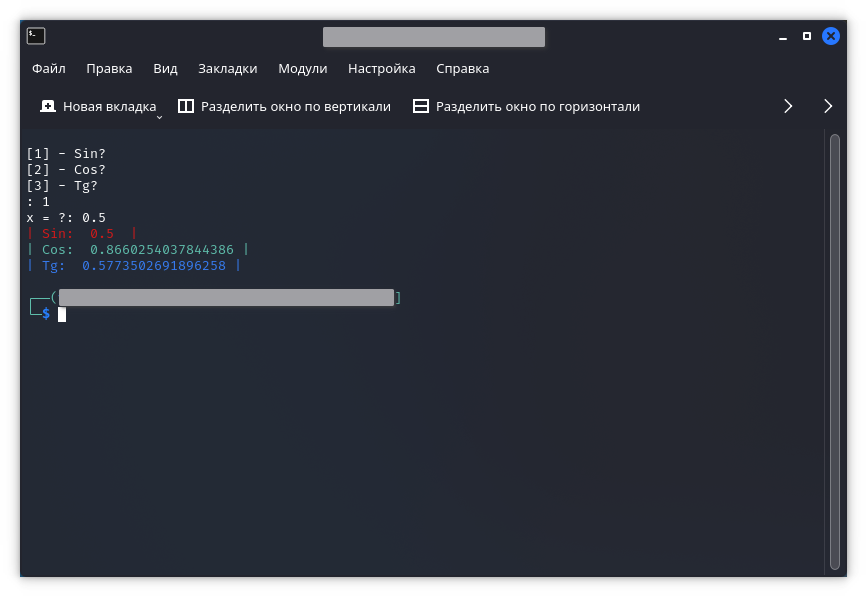 Файл Правка Вид Закладки Модули Настройка Справка
Новая вкладка Разделить окно по вертикали Разделить окно по горизонтали
[1] - Sin?
[2] - Cos?
[3] - Tg?
: 1
x = ?: 0.5
| Sin:  0.5  |
| Cos:  0.8660254037844386 |
| Tg:  0.5773502691896258 |
┌──(]
└─$